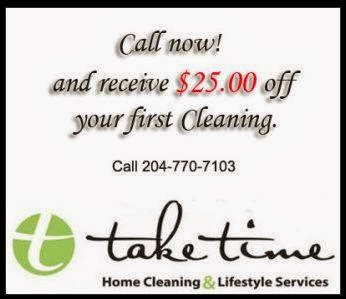 Call now!
and receive $25.00 off
your first Cleaning.
Call 204-770-7103
t take time
Home Cleaning & Lifestyle Services